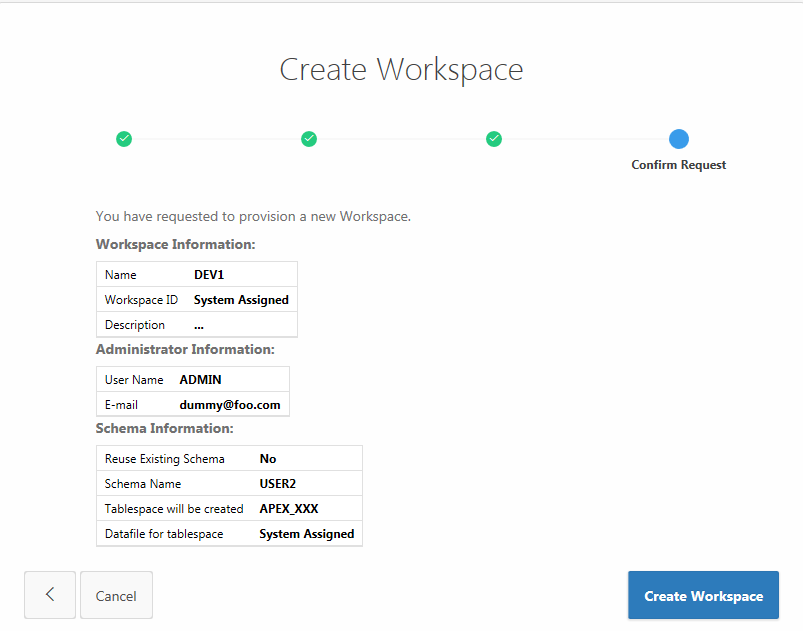 Create Workspace
Confirm Request
You have requested to provision a new Workspace.
Workspace Information:
Name DEV1
Workspace ID System Assigned
Description ...
Administrator Information:
User Name ADMIN
E-mail dummy@foo.com
Schema Information:
Reuse Existing Schema No
Schema Name USER2
Tablespace will be created APEX_XXX
Datafile for tablespace System Assigned
Cancel Create Workspace